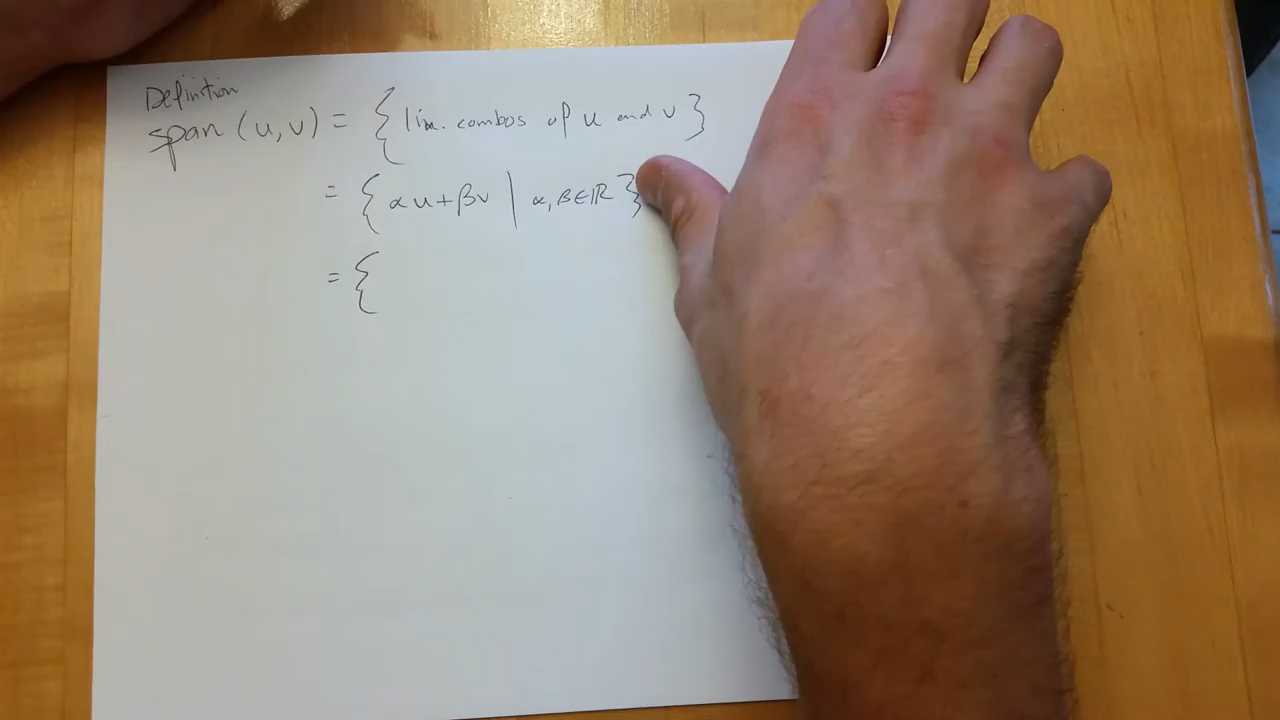 Definition
span (u,v) = { lin. combos of u and v }
= { αu+βv | α,β∈ℝ }
= {